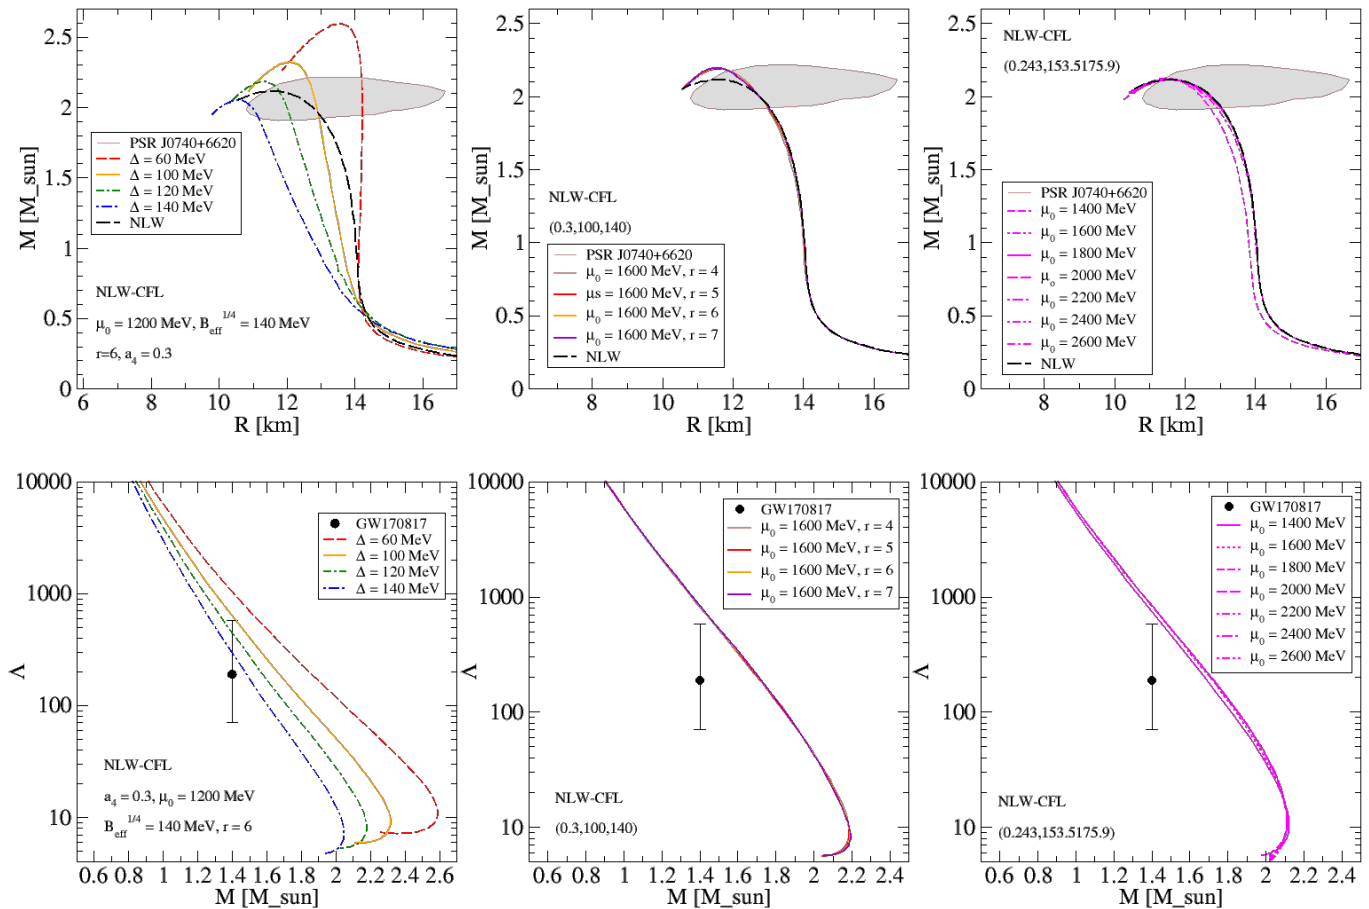 2.5
2
1.5
1
0.5
0
M [M_sun]
PSR J0740+6620
Δ = 60 MeV
Δ = 100 MeV
Δ = 120 MeV
Δ = 140 MeV
NLW
NLW-CFL
μ0 = 1200 MeV, Beff^1/4 = 140 MeV
r=6, a4 = 0.3
6 8 10 12 14 16
R [km]
2.5
2
1.5
1
0.5
0
M [M_sun]
NLW-CFL
(0.3,100,140)
PSR J0740+6620
μ0 = 1600 MeV, r = 4
μs = 1600 MeV, r = 5
μ0 = 1600 MeV, r = 6
μ0 = 1600 MeV, r = 7
NLW
8 10 12 14 16
R [km]
2.5
2
1.5
1
0.5
0
M [M_sun]
NLW-CFL
(0.243,153.5175.9)
PSR J0740+6620
μ0 = 1400 MeV
μ0 = 1600 MeV
μ0 = 1800 MeV
μ0 = 2000 MeV
μ0 = 2200 MeV
μ0 = 2400 MeV
μ0 = 2600 MeV
NLW
8 10 12 14 16
R [km]
10000
1000
100
10
Λ
GW170817
Δ = 60 MeV
Δ = 100 MeV
Δ = 120 MeV
Δ = 140 MeV
NLW-CFL
a4 = 0.3, μ0 = 1200 MeV
Beff^1/4 = 140 MeV, r = 6
0.6 0.8 1 1.2 1.4 1.6 1.8 2 2.2 2.4 2.6
M [M_sun]
10000
1000
100
10
Λ
GW170817
μ0 = 1600 MeV, r = 4
μ0 = 1600 MeV, r = 5
μ0 = 1600 MeV, r = 6
μ0 = 1600 MeV, r = 7
NLW-CFL
(0.3,100,140)
0.6 0.8 1 1.2 1.4 1.6 1.8 2 2.2 2.4
M [M_sun]
10000
1000
100
10
Λ
GW170817
μ0 = 1400 MeV
μ0 = 1600 MeV
μ0 = 1800 MeV
μ0 = 2000 MeV
μ0 = 2200 MeV
μ0 = 2400 MeV
μ0 = 2600 MeV
NLW-CFL
(0.243,153.5175.9)
0.6 0.8 1 1.2 1.4 1.6 1.8 2 2.2 2.4
M [M_sun]